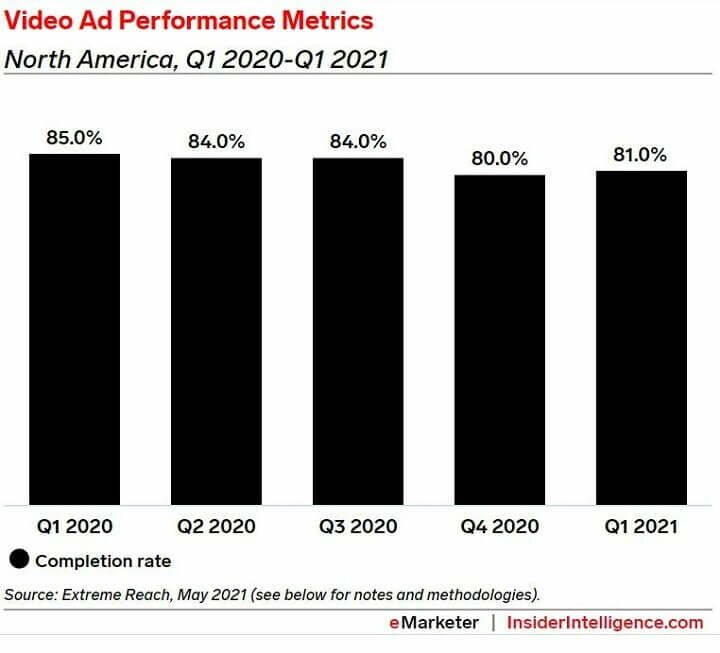 Video Ad Performance Metrics
North America, Q1 2020-Q1 2021
85.0% 84.0% 84.0% 80.0% 81.0%
Q1 2020 Q2 2020 Q3 2020 Q4 2020 Q1 2021
Completion rate
Source: Extreme Reach, May 2021 (see below for notes and methodologies).
eMarketer | InsiderIntelligence.com